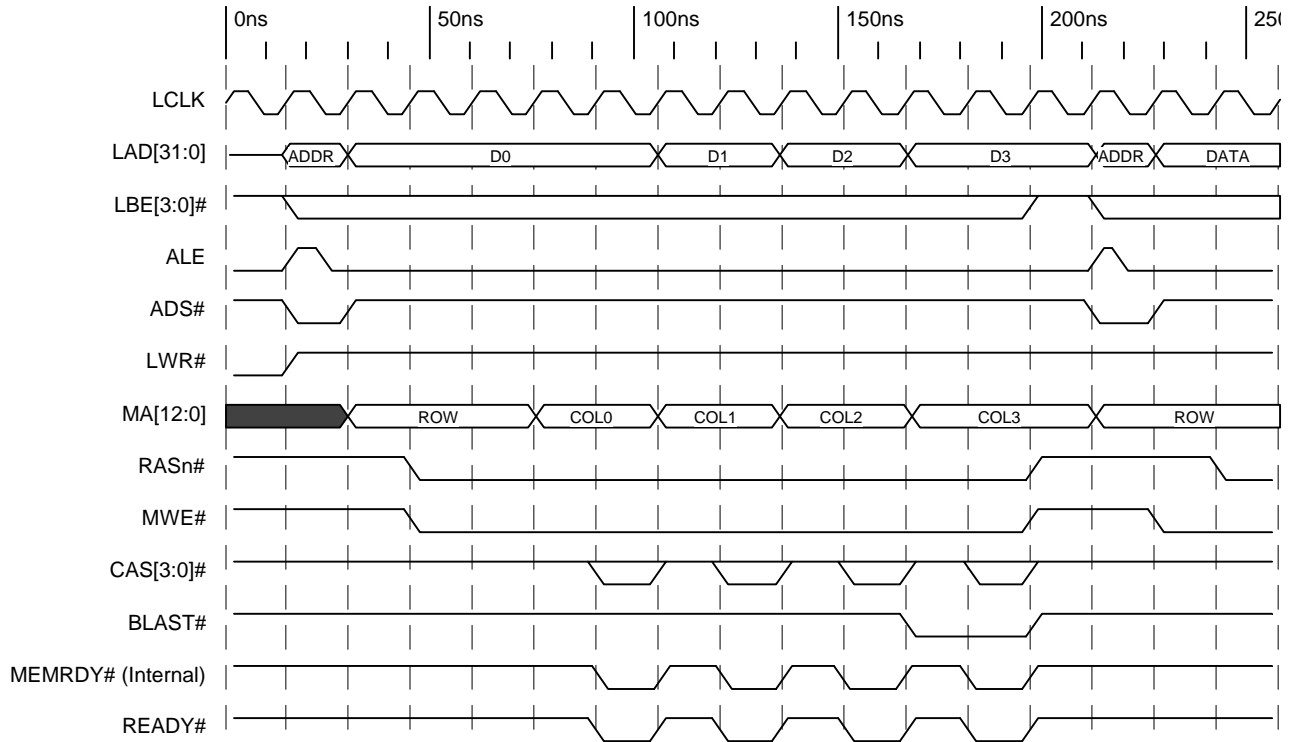 0ns 50ns 100ns 150ns 200ns
LCLK
LAD[31:0] ADDR D0 D1 D2 D3 ADDR DATA
LBE[3:0]#
ALE
ADS#
LWR#
MA[12:0] ROW COL0 COL1 COL2 COL3 ROW
RASn#
MWE#
CAS[3:0]#
BLAST#
MEMRDY# (Internal)
READY#